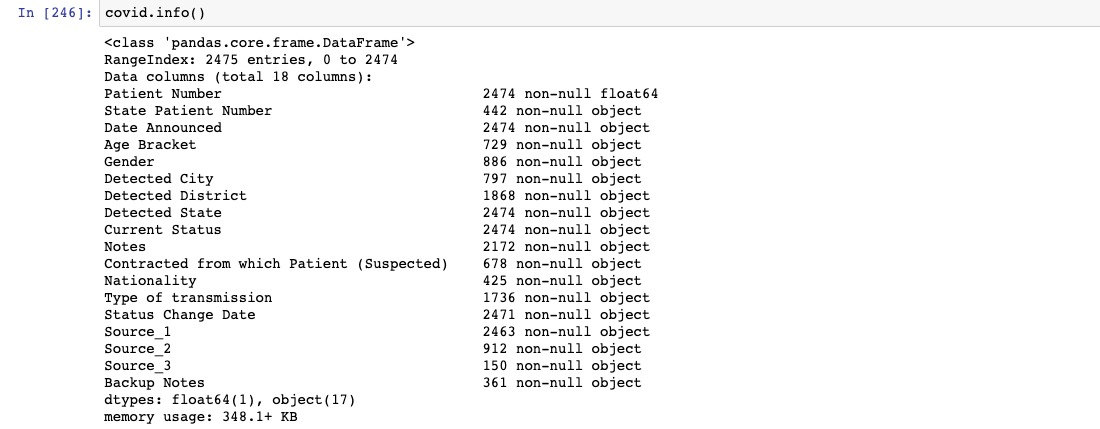 In [246]: covid.info()
<class 'pandas.core.frame.DataFrame'>
RangeIndex: 2475 entries, 0 to 2474
Data columns (total 18 columns):
Patient Number 2474 non-null float64
State Patient Number 442 non-null object
Date Announced 2474 non-null object
Age Bracket 729 non-null object
Gender 886 non-null object
Detected City 797 non-null object
Detected District 1868 non-null object
Detected State 2474 non-null object
Current Status 2474 non-null object
Notes 2172 non-null object
Contracted from which Patient (Suspected) 678 non-null object
Nationality 425 non-null object
Type of transmission 1736 non-null object
Status Change Date 2471 non-null object
Source_1 2463 non-null object
Source_2 912 non-null object
Source_3 150 non-null object
Backup Notes 361 non-null object
dtypes: float64(1), object(17)
memory usage: 348.1+ KB